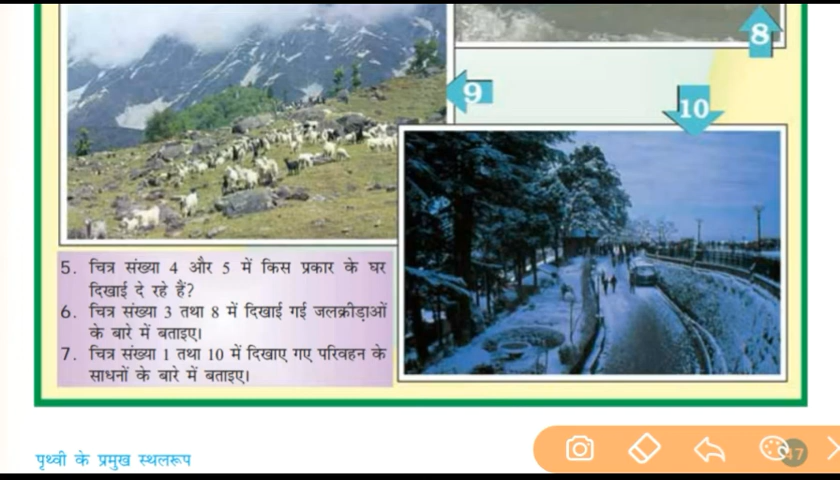 8
9
10
5. चित्र संख्या 4 और 5 में किस प्रकार के घर
दिखाई दे रहे हैं?
6. चित्र संख्या 3 तथा 8 में दिखाई गई जलक्रीड़ाओं
के बारे में बताइए।
7. चित्र संख्या 1 तथा 10 में दिखाए गए परिवहन के
साधनों के बारे में बताइए।
पृथ्वी के प्रमुख स्थलरूप
47